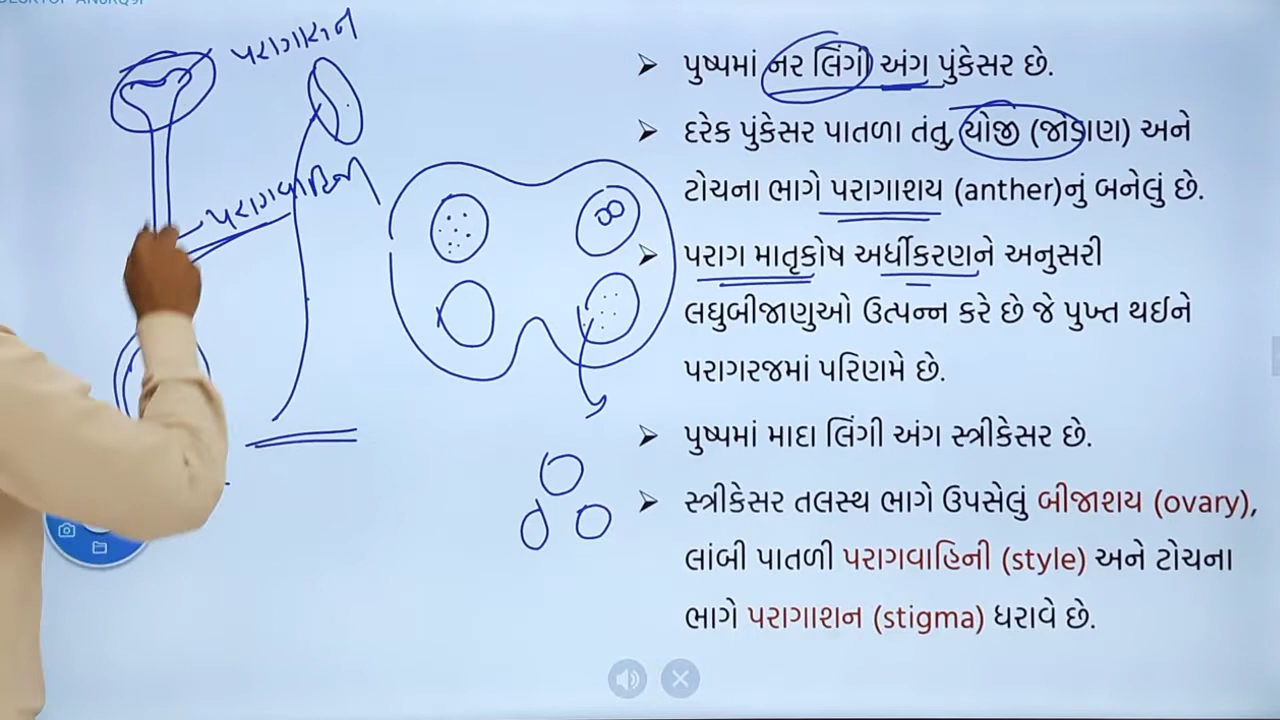 પરાગાશન
પરાગવાહિની
➤ પુષ્પમાં નર લિંગી અંગ પુંકેસર છે.
➤ દરેક પુંકેસર પાતળા તંતુ, યોજી (જોડાણ) અને
ટોચના ભાગે પરાગાશય (anther)નું બનેલું છે.
➤ પરાગ માતૃકોષ અર્ધીકરણને અનુસરી
લઘુબીજાણુઓ ઉત્પન્ન કરે છે જે પુખ્ત થઈને
પરાગરજમાં પરિણમે છે.
➤ પુષ્પમાં માદા લિંગી અંગ સ્ત્રીકેસર છે.
➤ સ્ત્રીકેસર તલસ્થ ભાગે ઉપસેલું બીજાશય (ovary),
લાંબી પાતળી પરાગવાહિની (style) અને ટોચના
ભાગે પરાગાશન (stigma) ધરાવે છે.